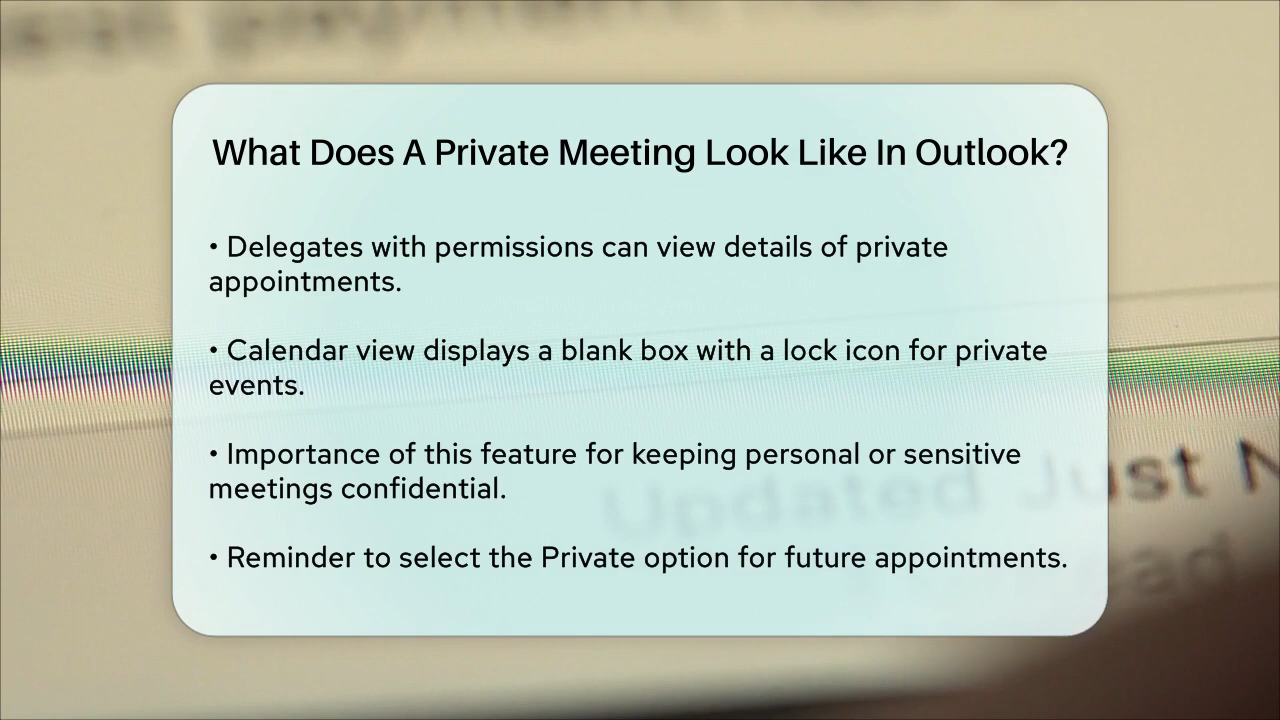 What Does A Private Meeting Look Like In Outlook?
• Delegates with permissions can view details of private
appointments.
• Calendar view displays a blank box with a lock icon for private
events.
• Importance of this feature for keeping personal or sensitive
meetings confidential.
• Reminder to select the Private option for future appointments.
Updated Just